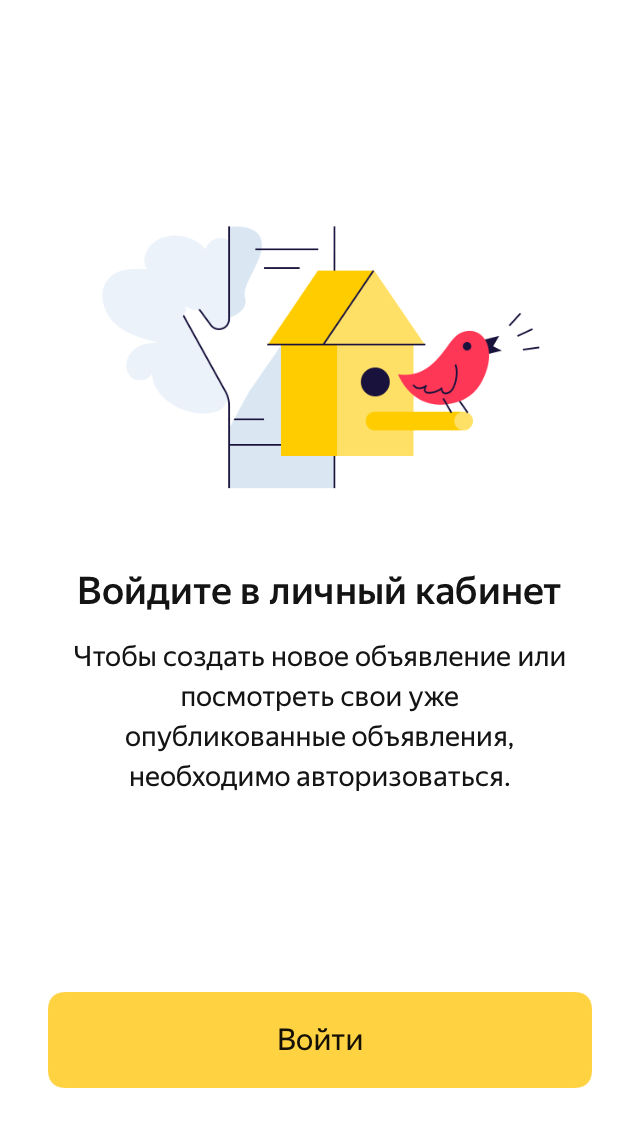 Войдите в личный кабинет
Чтобы создать новое объявление или
посмотреть свои уже
опубликованные объявления,
необходимо авторизоваться.
Войти